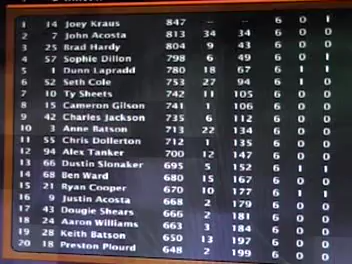 1 14 Joey Kraus 847 -- -- 6 0 1
2 7 John Acosta 813 34 34 6 0 0
3 25 Brad Hardy 804 9 43 6 0 0
4 57 Sophie Dillon 798 6 49 6 0 1
5 1 Dunn Lapradd 780 18 67 6 1 0
6 52 Seth Cole 753 27 94 6 1 0
7 10 Ty Sheets 742 11 105 6 0 0
8 15 Cameron Gilson 741 1 106 6 0 0
9 42 Charles Jackson 735 6 112 6 0 0
10 3 Anne Batson 713 22 134 6 0 0
11 55 Chris Dollerton 712 1 135 6 0 0
12 94 Alex Tanker 700 12 147 6 0 0
13 66 Dustin Slonaker 695 5 152 6 1 1
14 68 Ben Ward 680 15 167 6 0 0
15 21 Ryan Cooper 670 10 177 6 1 1
16 9 Justin Acosta 668 2 179 6 0 0
17 43 Dougie Shears 666 2 181 6 0 0
18 24 Aaron Williams 663 3 184 6 0 0
19 28 Keith Batson 650 13 197 6 0 0
20 18 Preston Plourd 648 2 199 6 0 0